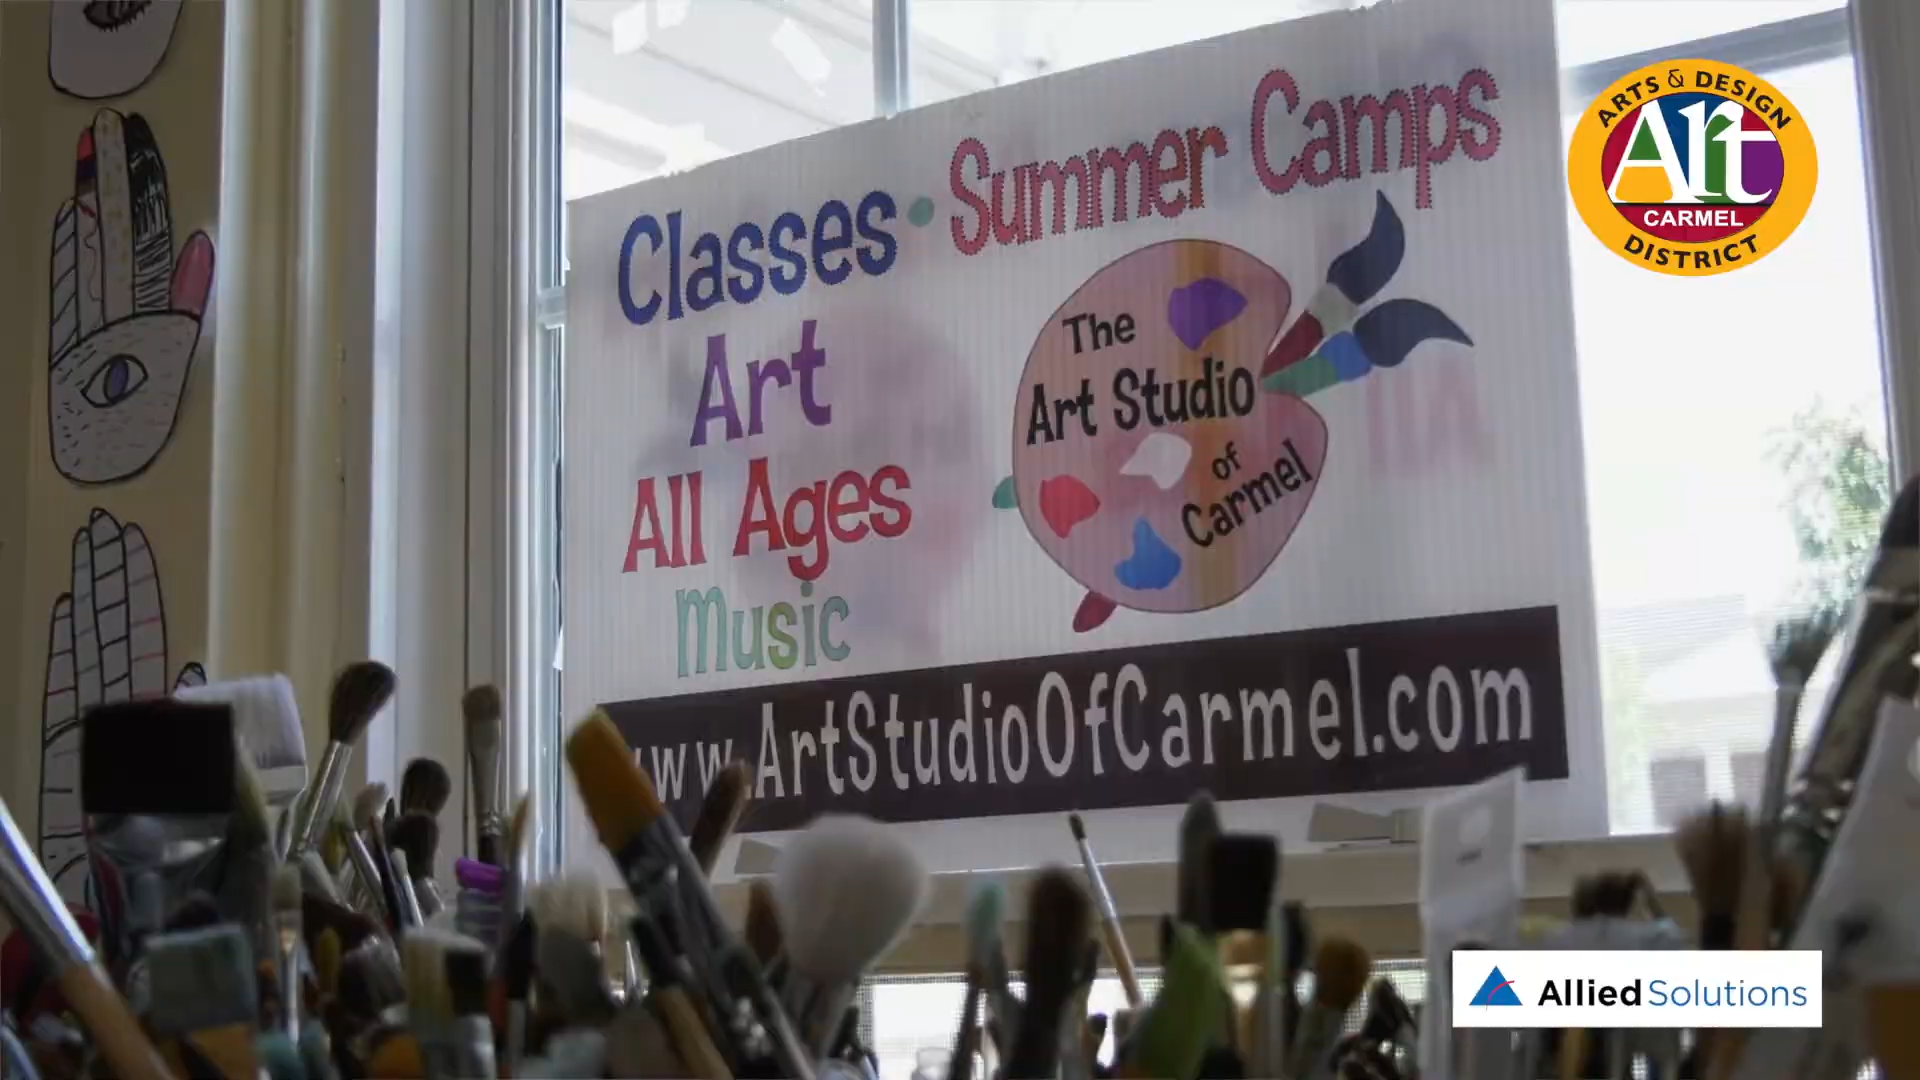 Classes • Summer Camps
Art
All Ages
Music
The
Art Studio
of
Carmel
www.ArtStudioOfCarmel.com
ARTS & DESIGN
Art
CARMEL
DISTRICT
Allied Solutions